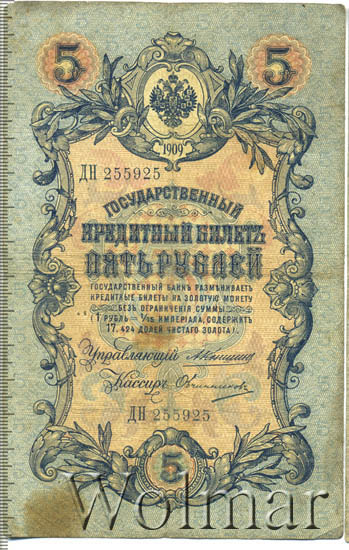 5 5
1909
ДН 255925
ГОСУДАРСТВЕННЫЙ
КРЕДИТНЫЙ БИЛЕТЪ
ПЯТЬ РУБЛЕЙ
ГОСУДАРСТВЕННЫЙ БАНКЪ РАЗМѢНИВАЕТЪ
КРЕДИТНЫЕ БИЛЕТЫ НА ЗОЛОТУЮ МОНЕТУ
БЕЗЪ ОГРАНИЧЕНІЯ СУММЫ
(1 РУБЛЬ = 1/15 ИМПЕРІАЛА, СОДЕРЖИТЪ
17,424 ДОЛЕЙ ЧИСТАГО ЗОЛОТА).
Управляющій
Кассиръ Овчинниковъ
ДН 255925
5
Wolmar